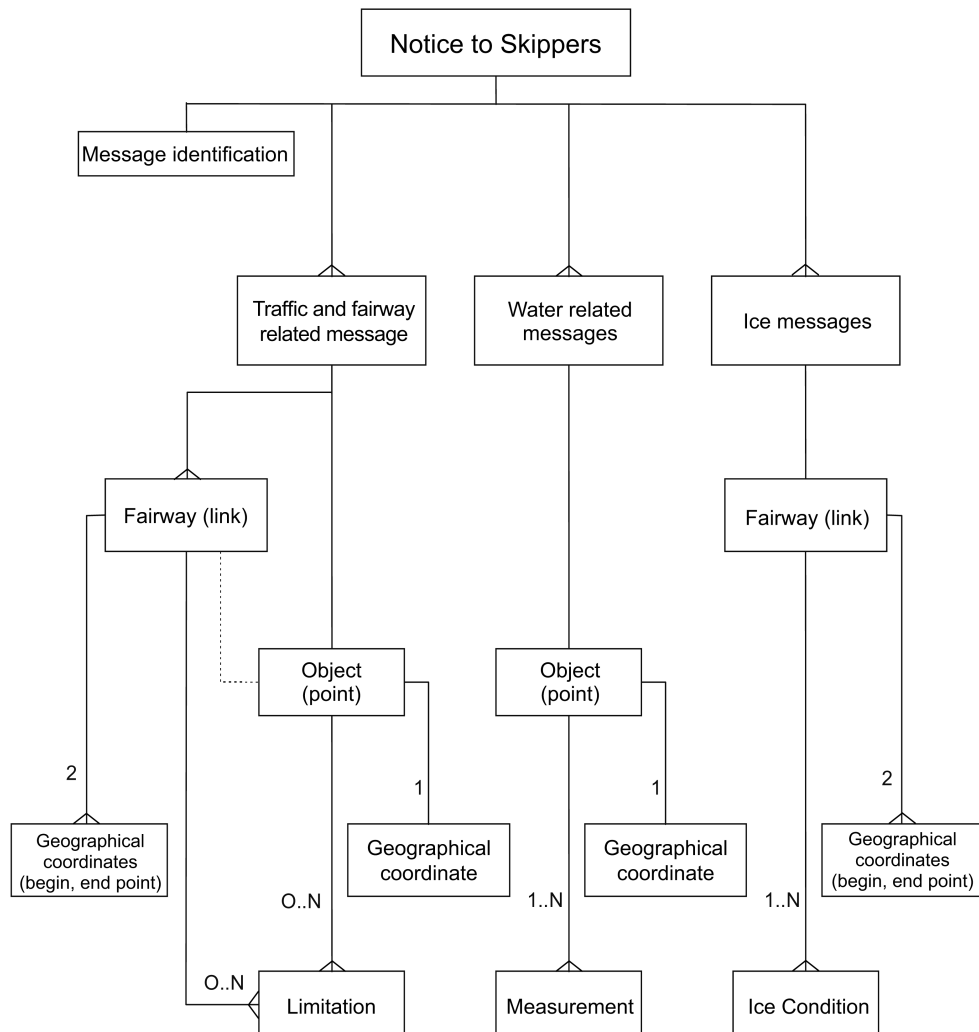 Notice to Skippers
Message identification
Traffic and fairway
related message
Water related
messages
Ice messages
Fairway (link)
Fairway (link)
Object
(point)
Object
(point)
2
1
1
2
Geographical
coordinates
(begin, end point)
Geographical
coordinate
Geographical
coordinate
Geographical
coordinates
(begin, end point)
O..N
1..N
1..N
O..N
Limitation
Measurement
Ice Condition